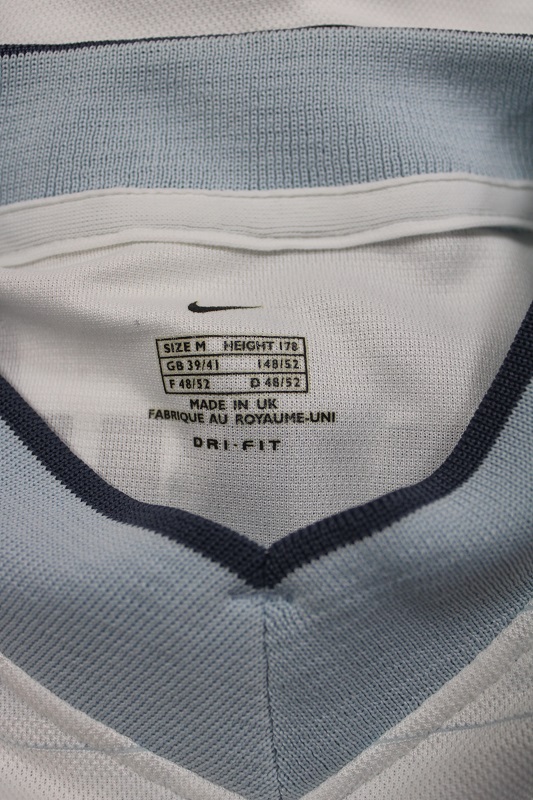 SIZE M HEIGHT 178
GB 39/41 I 48/52
F 48/52 D 48/52
MADE IN UK
FABRIQUE AU ROYAUME-UNI
DRI-FIT